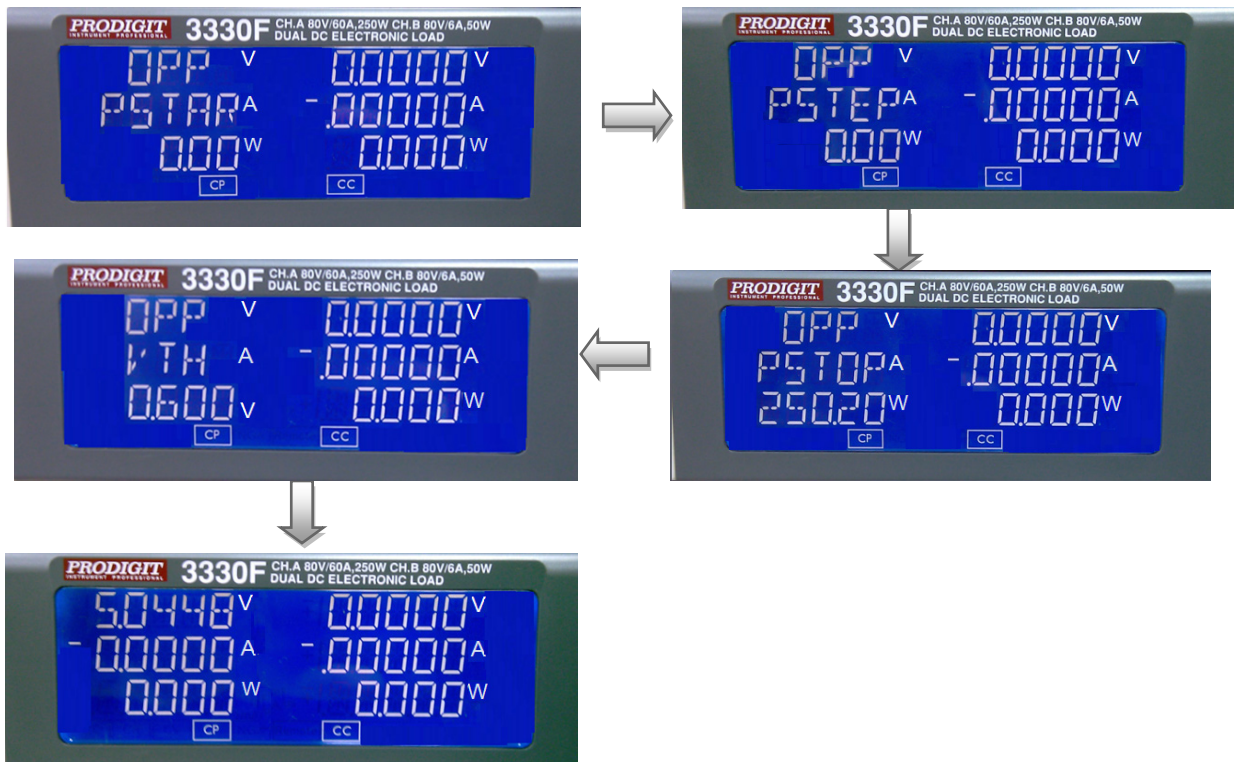 PRODIGIT 3330F CH.A 80V/60A,250W CH.B 80V/6A,50W
INSTRUMENT PROFESSIONAL DUAL DC ELECTRONIC LOAD
OPP V 0.0000 V
PSTAR A -.00000 A
0.00 W 0.000 W
CP CC
PRODIGIT 3330F CH.A 80V/60A,250W CH.B 80V/6A,50W
INSTRUMENT PROFESSIONAL DUAL DC ELECTRONIC LOAD
OPP V 0.0000 V
PSTEP A -.00000 A
0.00 W 0.000 W
CP CC
PRODIGIT 3330F CH.A 80V/60A,250W CH.B 80V/6A,50W
INSTRUMENT PROFESSIONAL DUAL DC ELECTRONIC LOAD
OPP V 0.0000 V
VTH A -.00000 A
0.600 V 0.000 W
CP CC
PRODIGIT 3330F CH.A 80V/60A,250W CH.B 80V/6A,50W
INSTRUMENT PROFESSIONAL DUAL DC ELECTRONIC LOAD
OPP V 0.0000 V
PSTOP A -.00000 A
250.20 W 0.000 W
CP CC
PRODIGIT 3330F CH.A 80V/60A,250W CH.B 80V/6A,50W
INSTRUMENT PROFESSIONAL DUAL DC ELECTRONIC LOAD
5.0448 V 0.0000 V
-0.0000 A -.00000 A
0.000 W 0.000 W
CP CC